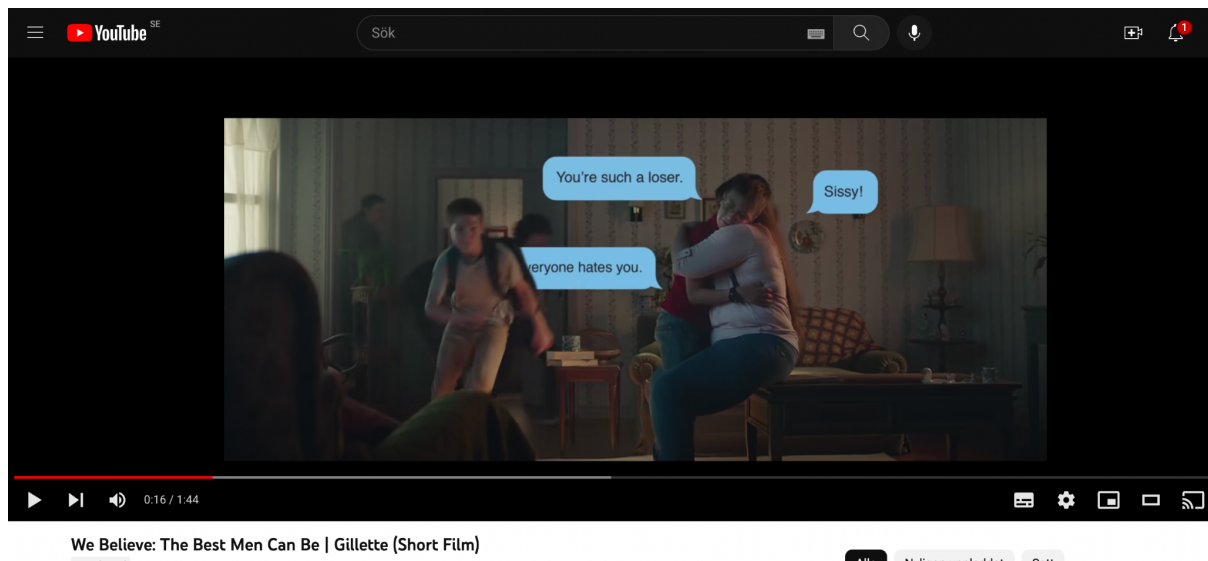 YouTube SE
Sök
1
You're such a loser.
Sissy!
veryone hates you.
0:16 / 1:44
We Believe: The Best Men Can Be | Gillette (Short Film)